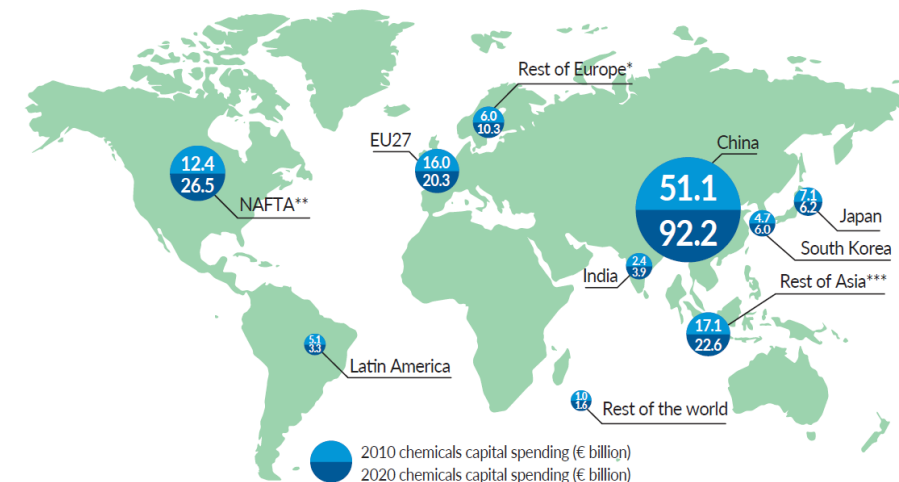 Rest of Europe*
6.0
10.3
EU27
16.0
20.3
China
51.1
92.2
12.4
26.5
NAFTA**
7.1
6.2
Japan
4.7
6.0
South Korea
2.4
3.9
India
Rest of Asia***
17.1
22.6
5.1
3.3
Latin America
1.0
1.6
Rest of the world
2010 chemicals capital spending (€ billion)
2020 chemicals capital spending (€ billion)